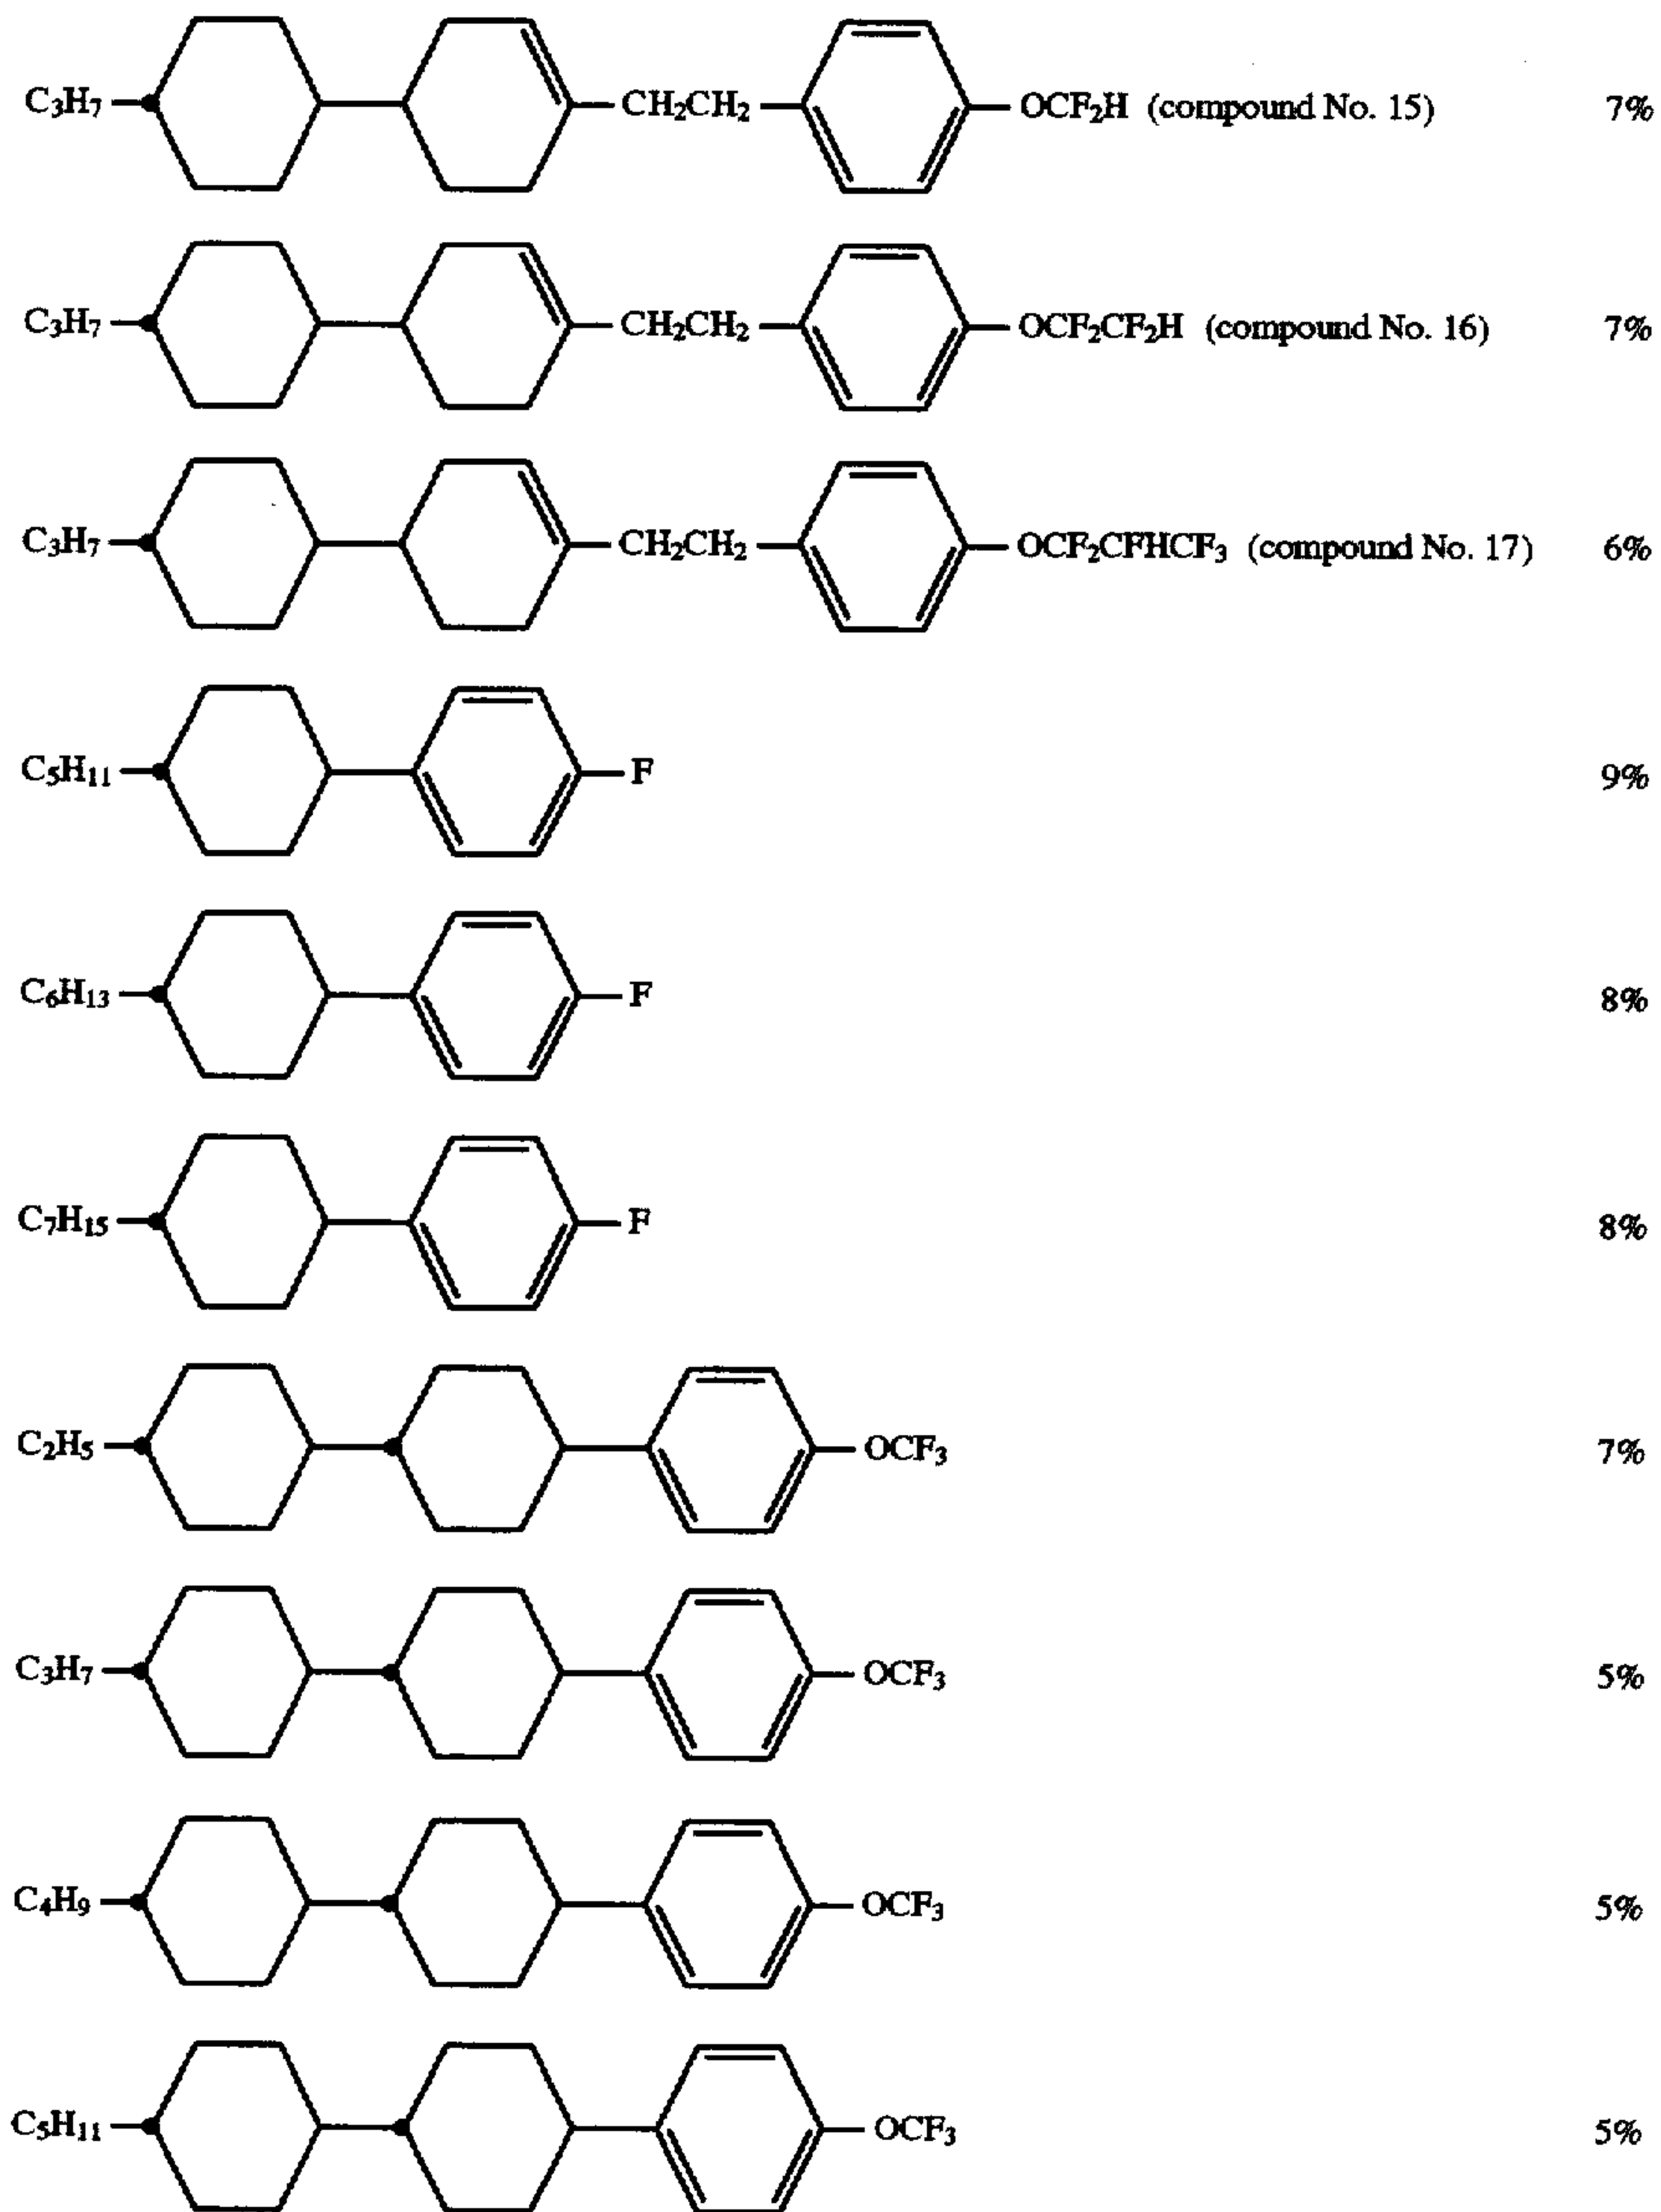 C3H7 CH2CH2 OCF2H (compound No. 15) 7%
C3H7 CH2CH2 OCF2CF2H (compound No. 16) 7%
C3H7 CH2CH2 OCF2CFHCF3 (compound No. 17) 6%
C5H11 F 9%
C6H13 F 8%
C7H15 F 8%
C2H5 OCF3 7%
C3H7 OCF3 5%
C4H9 OCF3 5%
C5H11 OCF3 5%